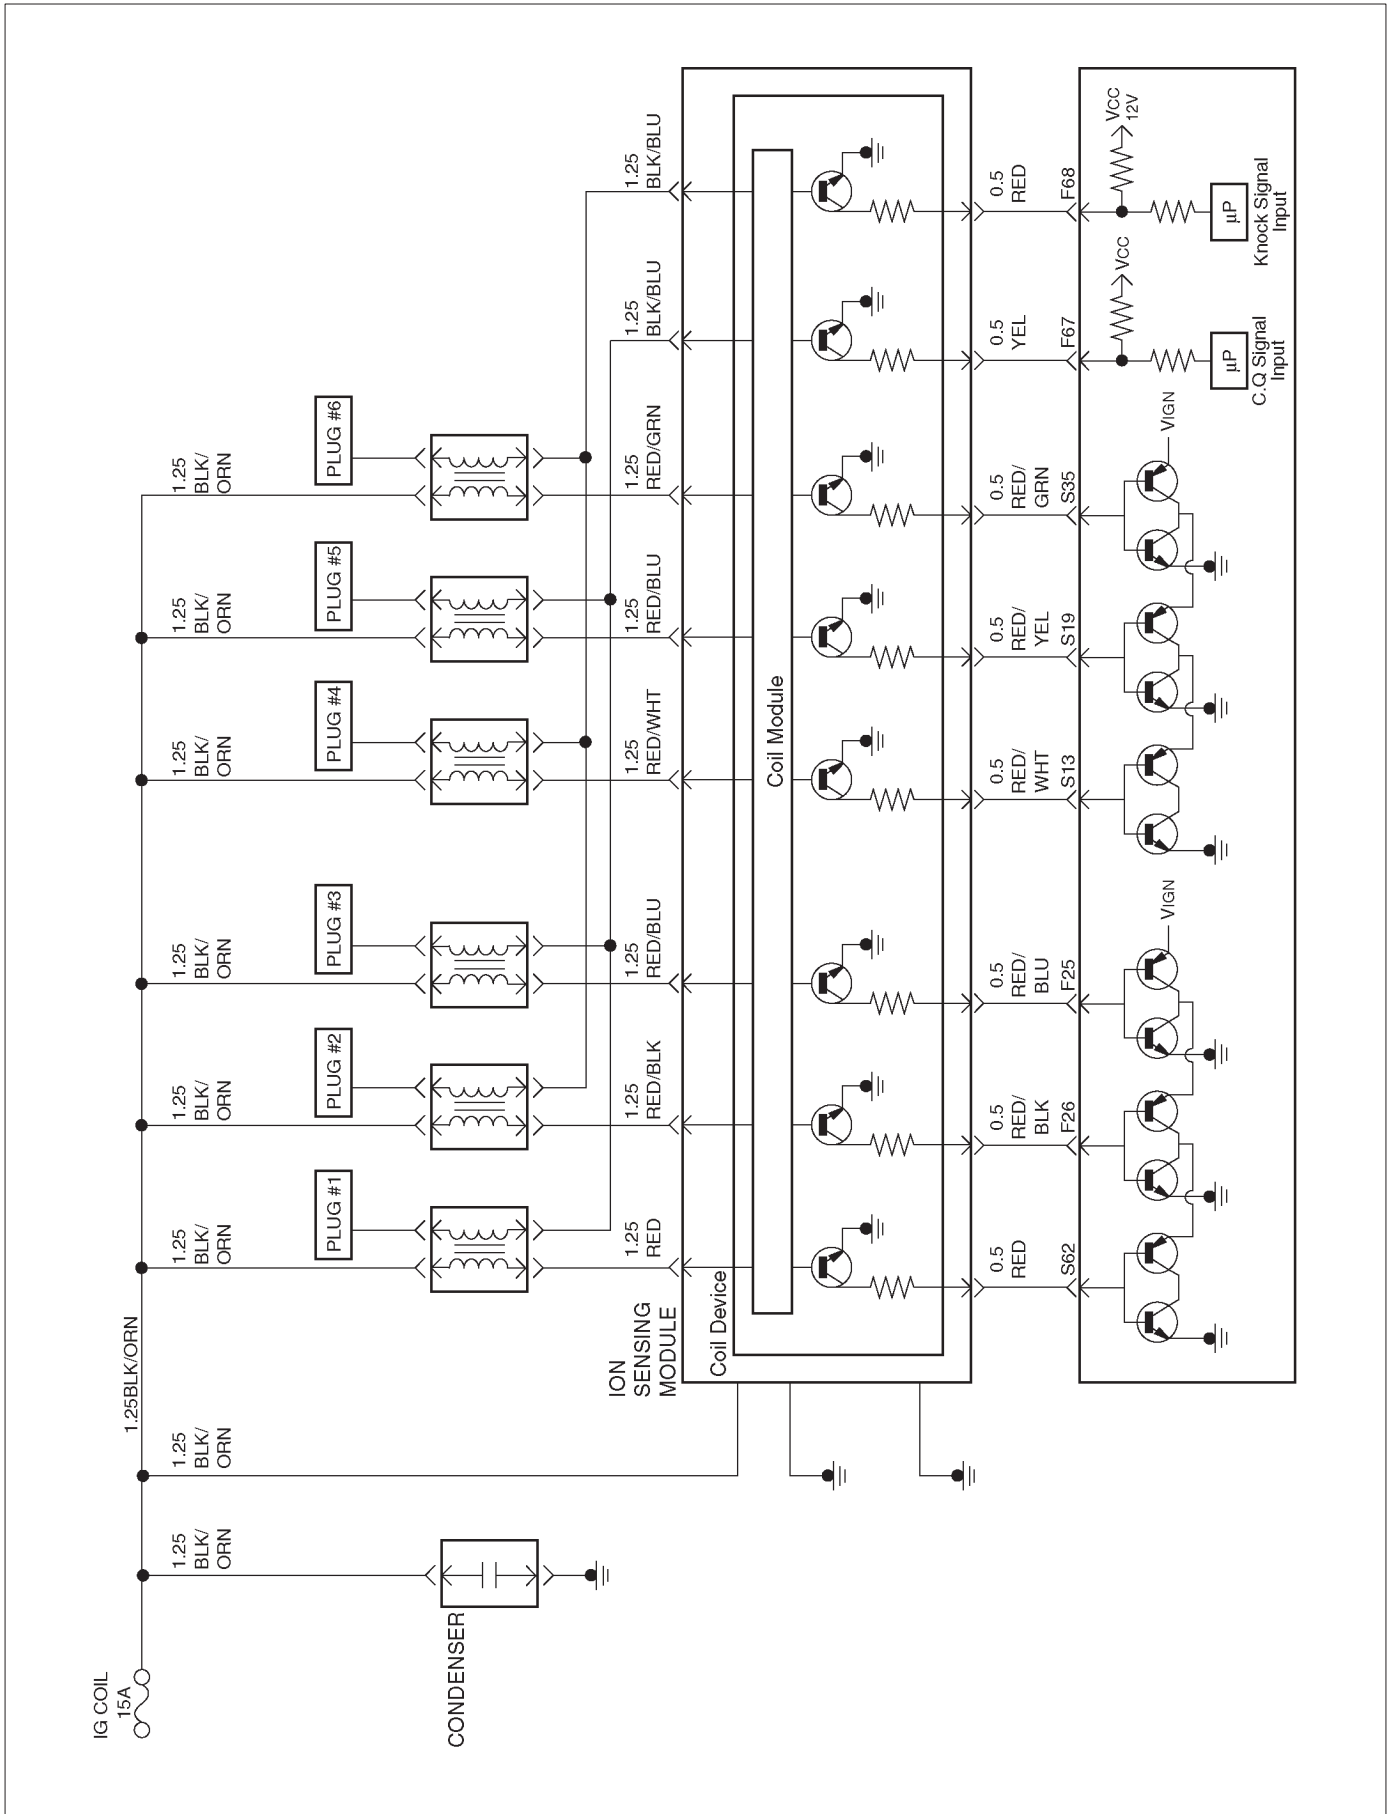 IG COIL
15A
1.25BLK/ORN
1.25
BLK/
ORN
1.25
BLK/
ORN
1.25
BLK/
ORN
1.25
BLK/
ORN
1.25
BLK/
ORN
1.25
BLK/
ORN
1.25
BLK/
ORN
1.25
BLK/
ORN
PLUG #1
PLUG #2
PLUG #3
PLUG #4
PLUG #5
PLUG #6
CONDENSER
ION
SENSING
MODULE
1.25
RED
1.25
RED/BLK
1.25
RED/BLU
1.25
RED/WHT
1.25
RED/BLU
1.25
RED/GRN
1.25
BLK/BLU
1.25
BLK/BLU
Coil Device
Coil Module
0.5
RED
S62
0.5
RED/
BLK
F26
0.5
RED/
BLU
F25
0.5
RED/
WHT
S13
0.5
RED/
YEL
S19
0.5
RED/
GRN
S35
0.5
YEL
F67
0.5
RED
F68
VIGN
VIGN
VCC
VCC
12V
μP
C.Q Signal
Input
μP
Knock Signal
Input